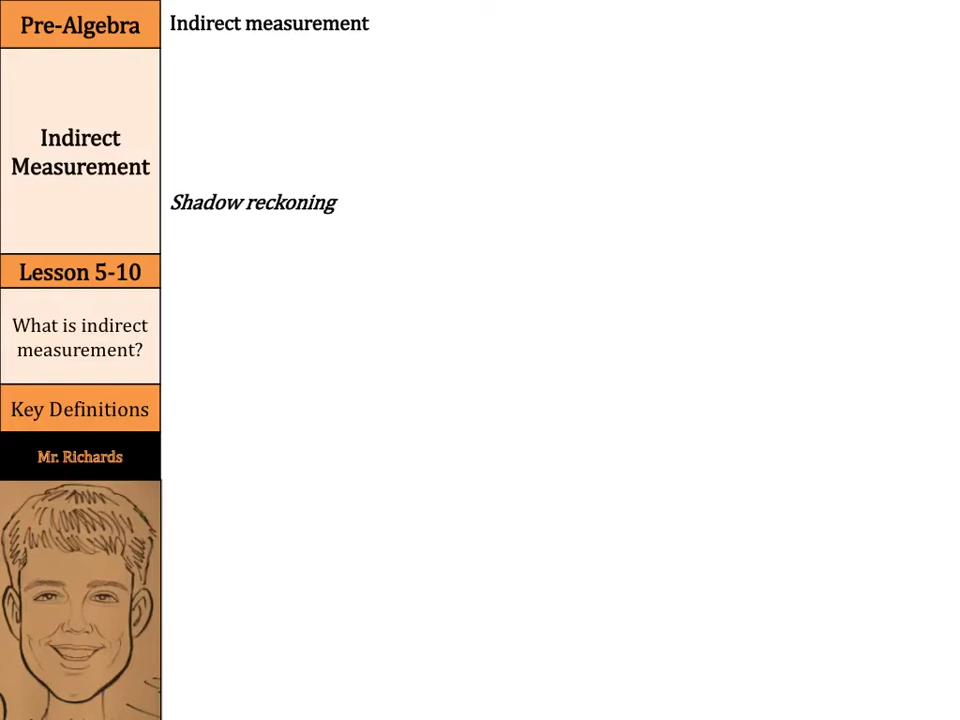 Pre-Algebra
Indirect
Measurement
Lesson 5-10
What is indirect
measurement?
Key Definitions
Mr. Richards
Indirect measurement
Shadow reckoning